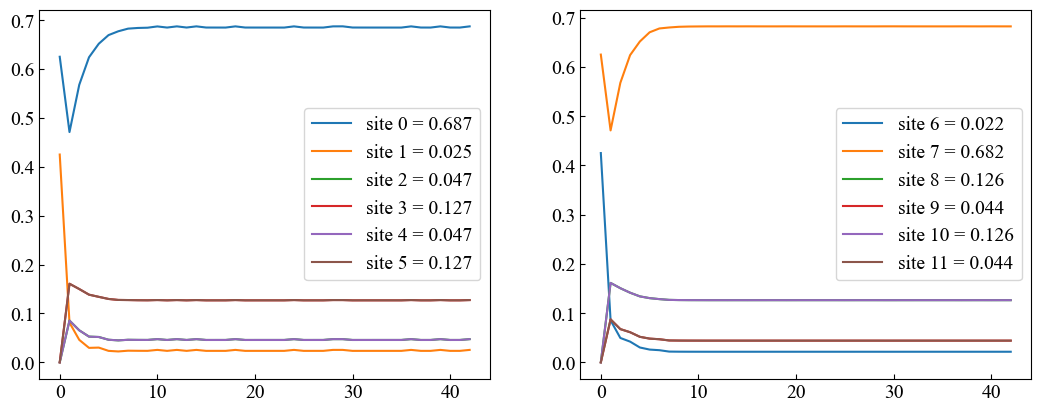 0.7
0.6
0.5
0.4
0.3
0.2
0.1
0.0
0
10
20
30
40
site 0 = 0.687
site 1 = 0.025
site 2 = 0.047
site 3 = 0.127
site 4 = 0.047
site 5 = 0.127
0.7
0.6
0.5
0.4
0.3
0.2
0.1
0.0
0
10
20
30
40
site 6 = 0.022
site 7 = 0.682
site 8 = 0.126
site 9 = 0.044
site 10 = 0.126
site 11 = 0.044